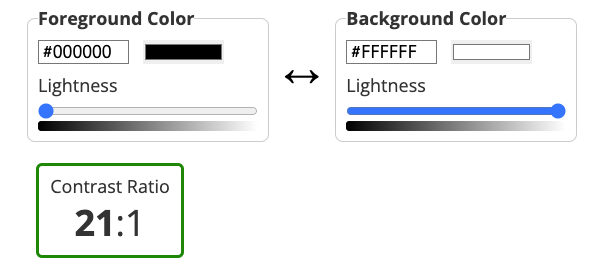 Foreground Color
#000000
Lightness
Background Color
#FFFFFF
Lightness
Contrast Ratio
21:1